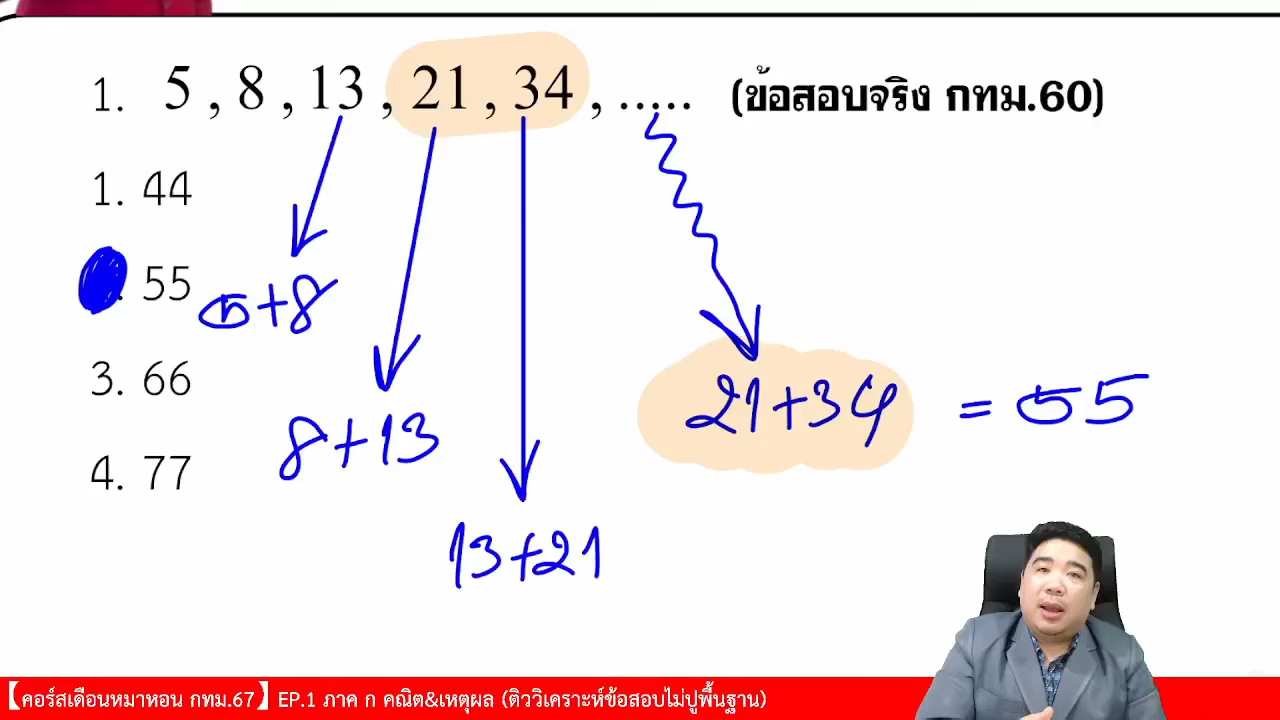 1. 5 , 8 , 13 , 21 , 34 , ..... (ข้อสอบจริง กทม.60)
1. 44
. 55
5+8
3. 66
21+34 = 55
8+13
4. 77
13+21
【คอร์สเดือนหมาหอน กทม.67】 EP.1 ภาค ก คณิต&เหตุผล (ติววิเคราะห์ข้อสอบไม่ปูพื้นฐาน)